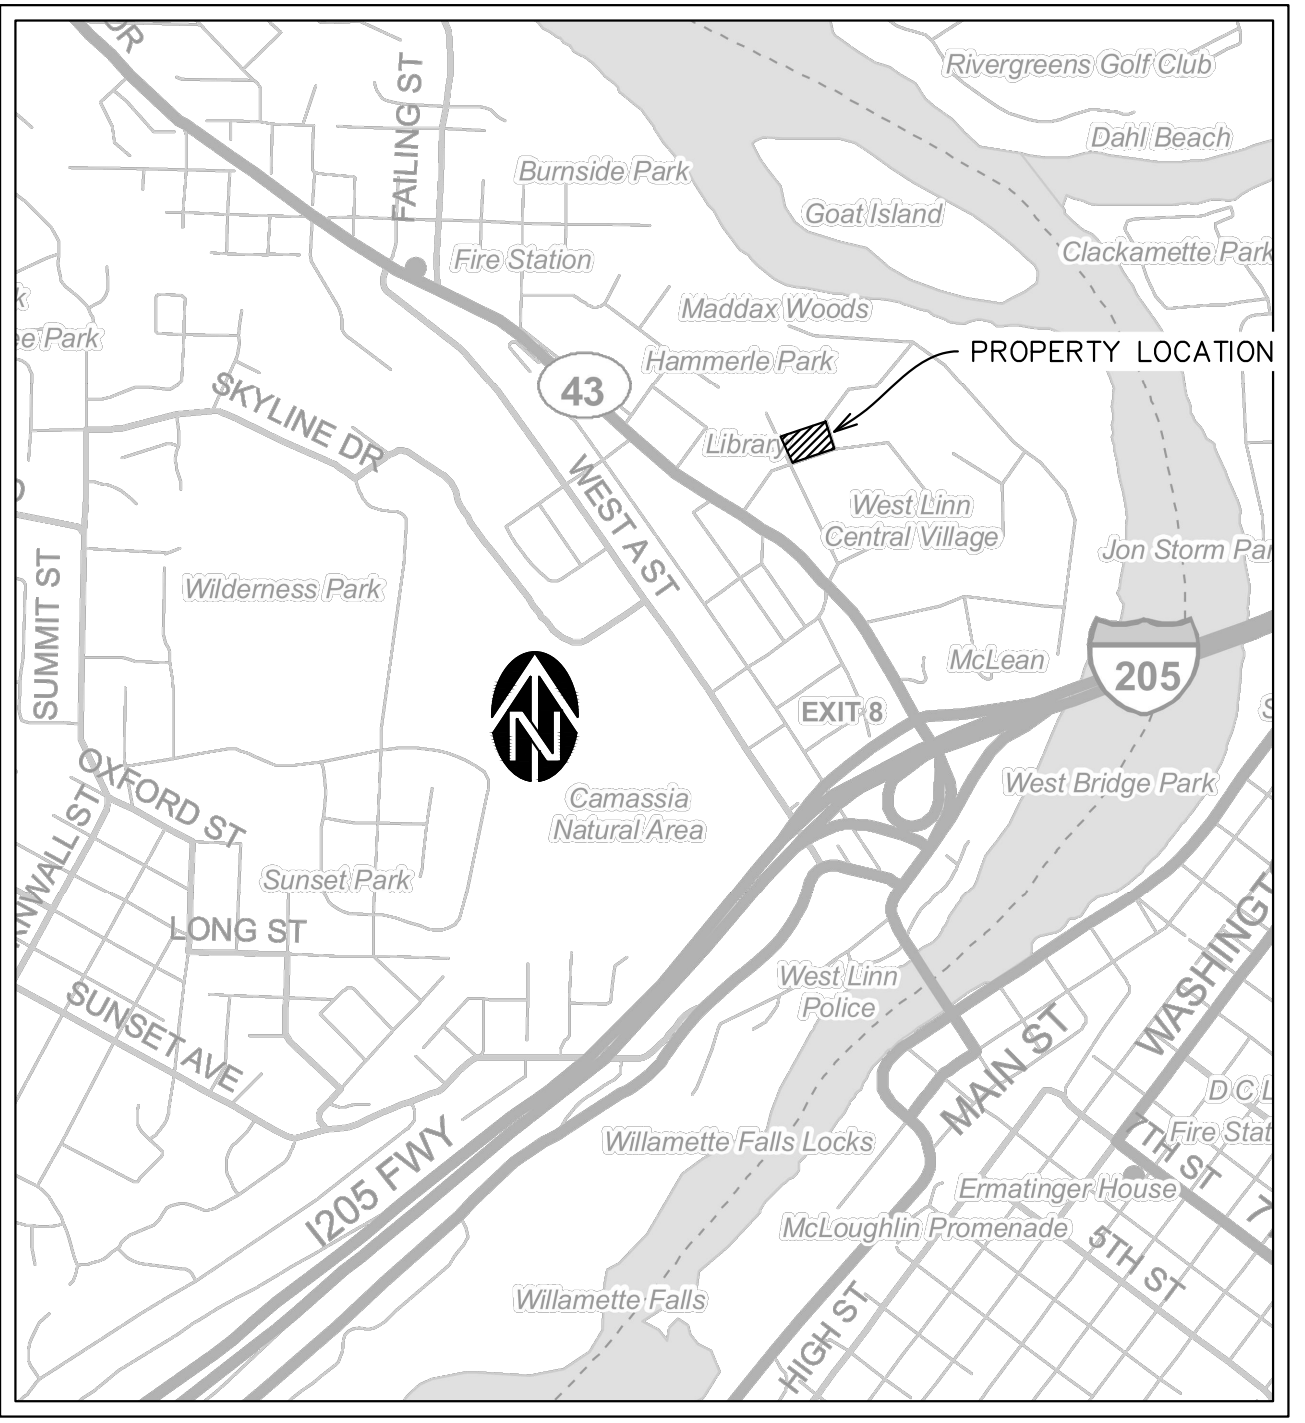 DR
FAILING ST
Rivergreens Golf Club
Dahl Beach
Burnside Park
Goat Island
Fire Station
Clackamette Park
Maddax Woods
ee Park
PROPERTY LOCATION
Hammerle Park
43
SKYLINE DR
Library
WEST A ST
West Linn
Central Village
Jon Storm Par
SUMMIT ST
Wilderness Park
McLean
205
EXIT 8
N
OXFORD ST
West Bridge Park
Camassia
Natural Area
Sunset Park
LONG ST
WASHINGT
West Linn
Police
SUNSET AVE
MAIN ST
D C L
Fire Stat
7TH ST
I205 FWY
Willamette Falls Locks
Ermatinger House
McLoughlin Promenade
5TH ST
Willamette Falls
HIGH ST